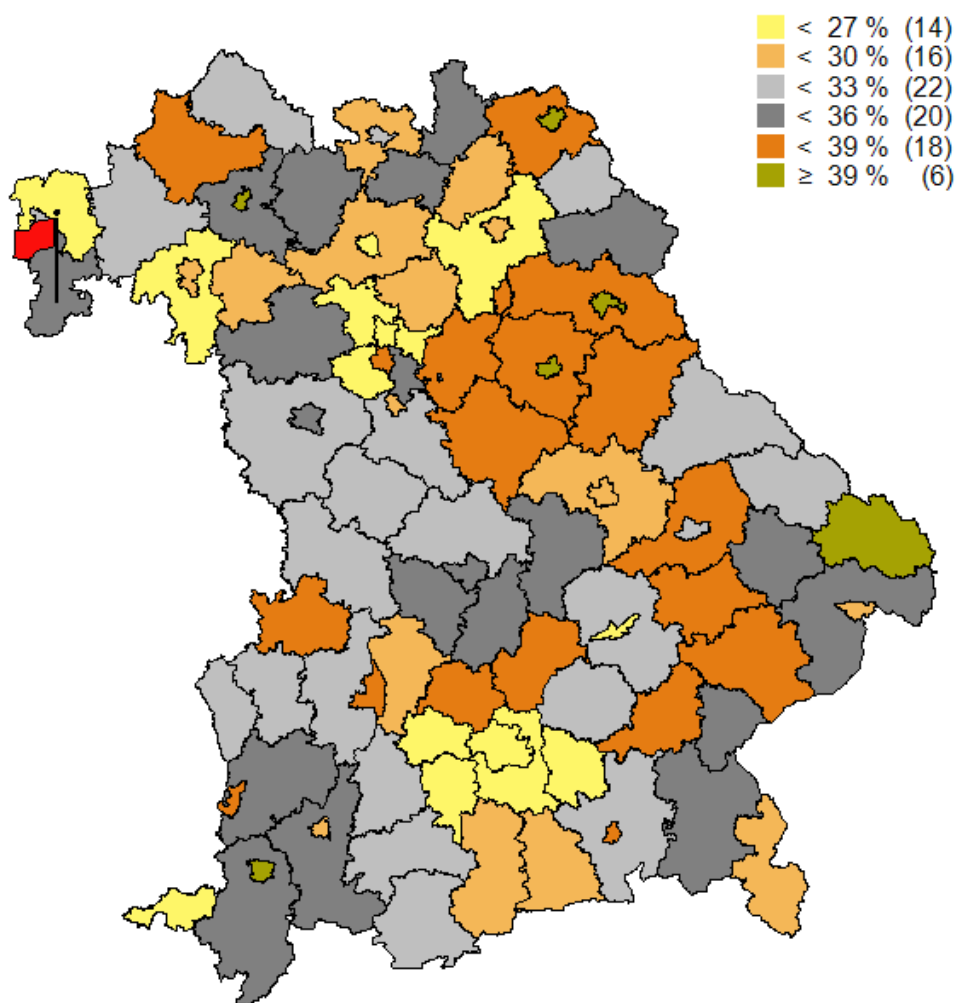 < 27 % (14)
< 30 % (16)
< 33 % (22)
< 36 % (20)
< 39 % (18)
≥ 39 % (6)